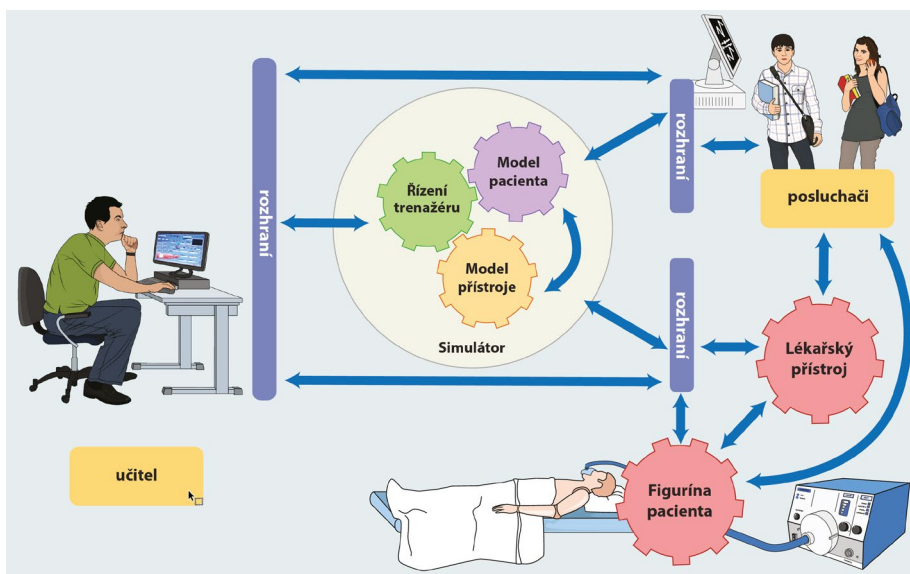 rozhraní
rozhraní
Model
pacienta
Řízení
trenažéru
Model
přístroje
Simulátor
posluchači
rozhraní
Lékařský
přístroj
učitel
Figurína
pacienta